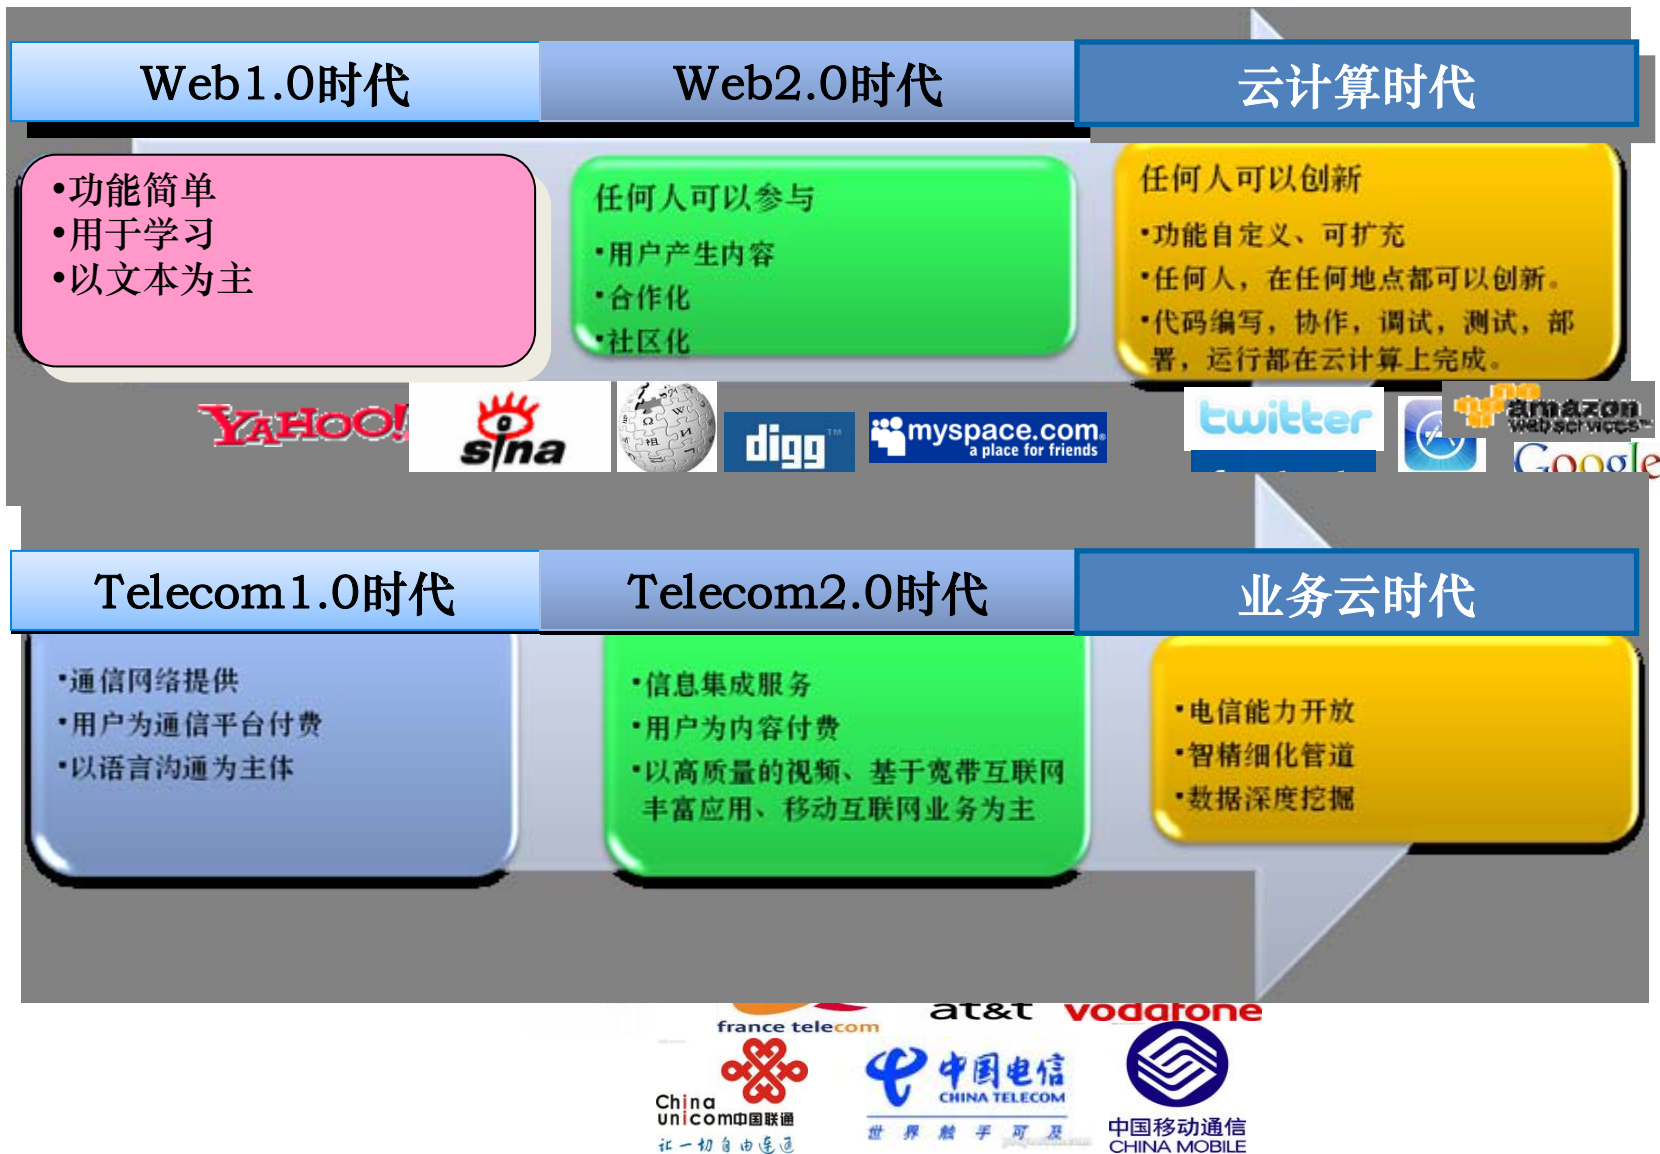 Web1.0时代
Web2.0时代
云计算时代
•功能简单
•用于学习
•以文本为主
任何人可以参与
•用户产生内容
•合作化
•社区化
任何人可以创新
•功能自定义、可扩充
•任何人，在任何地点都可以创新。
•代码编写，协作，调试，测试，部
署，运行都在云计算上完成。
YAHOO!
sina
digg™
myspace.com
a place for friends
twitter
amazon
webservices™
Google
Telecom1.0时代
Telecom2.0时代
业务云时代
•通信网络提供
•用户为通信平台付费
•以语言沟通为主体
•信息集成服务
•用户为内容付费
•以高质量的视频、基于宽带互联网
丰富应用、移动互联网业务为主
•电信能力开放
•智精细化管道
•数据深度挖掘
france telecom
at&t
vodafone
China
unicom中国联通
让一切自由连通
中国电信
CHINA TELECOM
世界触手可及
中国移动通信
CHINA MOBILE